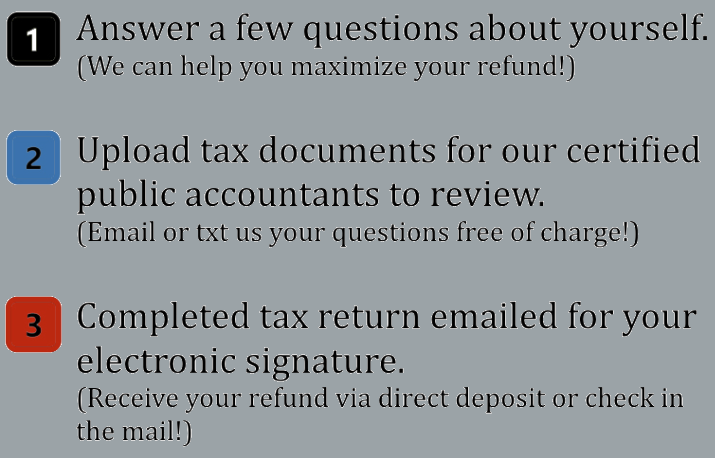 1 Answer a few questions about yourself.
(We can help you maximize your refund!)
2 Upload tax documents for our certified
public accountants to review.
(Email or txt us your questions free of charge!)
3 Completed tax return emailed for your
electronic signature.
(Receive your refund via direct deposit or check in
the mail!)